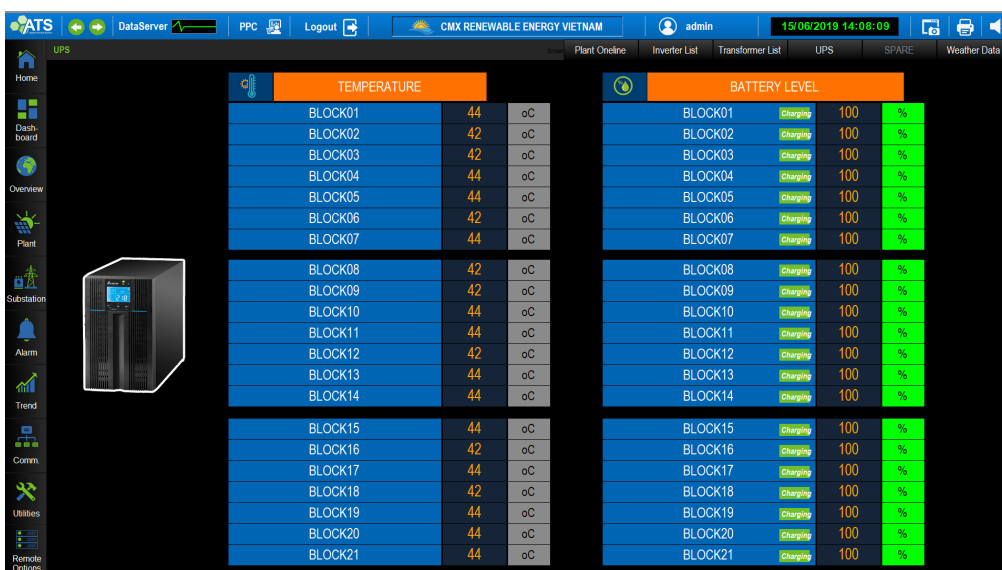 ATS DataServer PPC Logout CMX RENEWABLE ENERGY VIETNAM admin 15/06/2019 14:08:09
UPS Plant Oneline Inverter List Transformer List UPS SPARE Weather Data
Home
Dash-
board
Overview
Plant
Substation
Alarm
Trend
Comm.
Utilities
Remote
Options
TEMPERATURE
BLOCK01 44 oC
BLOCK02 42 oC
BLOCK03 42 oC
BLOCK04 44 oC
BLOCK05 44 oC
BLOCK06 42 oC
BLOCK07 44 oC
BLOCK08 42 oC
BLOCK09 42 oC
BLOCK10 44 oC
BLOCK11 44 oC
BLOCK12 42 oC
BLOCK13 44 oC
BLOCK14 44 oC
BLOCK15 44 oC
BLOCK16 42 oC
BLOCK17 44 oC
BLOCK18 42 oC
BLOCK19 44 oC
BLOCK20 44 oC
BLOCK21 44 oC
BATTERY LEVEL
BLOCK01 Charging 100 %
BLOCK02 Charging 100 %
BLOCK03 Charging 100 %
BLOCK04 Charging 100 %
BLOCK05 Charging 100 %
BLOCK06 Charging 100 %
BLOCK07 Charging 100 %
BLOCK08 Charging 100 %
BLOCK09 Charging 100 %
BLOCK10 Charging 100 %
BLOCK11 Charging 100 %
BLOCK12 Charging 100 %
BLOCK13 Charging 100 %
BLOCK14 Charging 100 %
BLOCK15 Charging 100 %
BLOCK16 Charging 100 %
BLOCK17 Charging 100 %
BLOCK18 Charging 100 %
BLOCK19 Charging 100 %
BLOCK20 Charging 100 %
BLOCK21 Charging 100 %